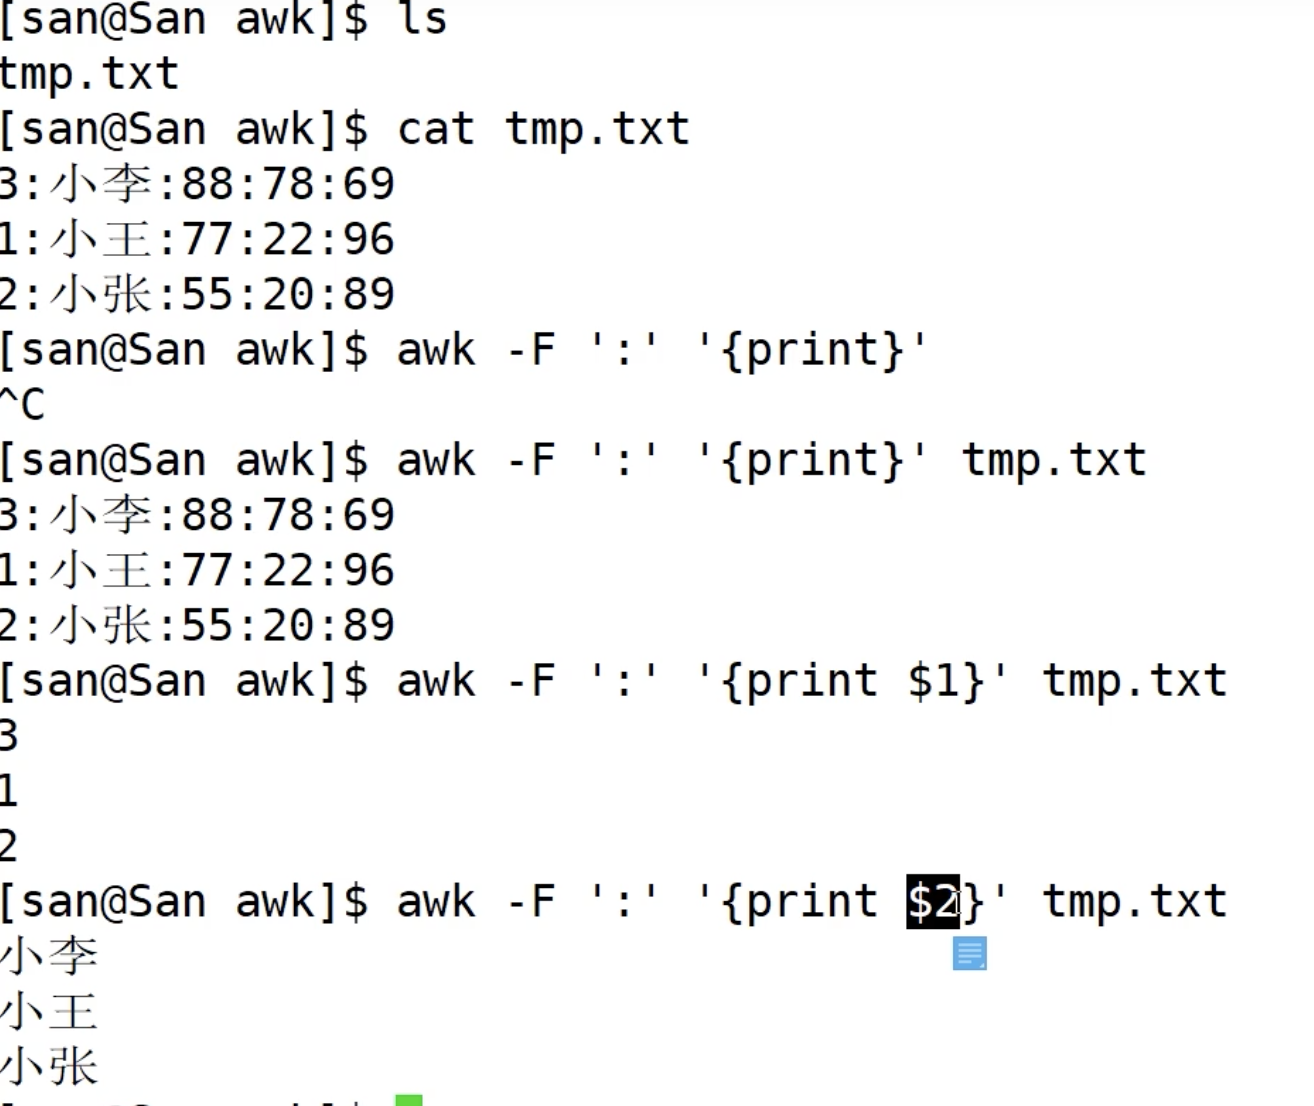 [san@San awk]$ ls
tmp.txt
[san@San awk]$ cat tmp.txt
3:小李:88:78:69
1:小王:77:22:96
2:小张:55:20:89
[san@San awk]$ awk -F ':' '{print}'
^C
[san@San awk]$ awk -F ':' '{print}' tmp.txt
3:小李:88:78:69
1:小王:77:22:96
2:小张:55:20:89
[san@San awk]$ awk -F ':' '{print $1}' tmp.txt
3
1
2
[san@San awk]$ awk -F ':' '{print $2}' tmp.txt
小李
小王
小张
[san@San awk]$